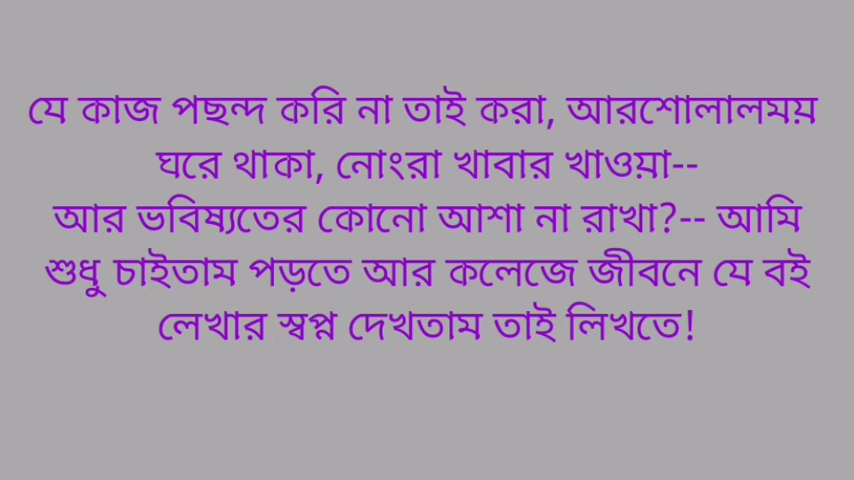 যে কাজ পছন্দ করি না তাই করা, আরশোলালময়
ঘরে থাকা, নোংরা খাবার খাওয়া--
আর ভবিষ্যতের কোনো আশা না রাখা?-- আমি
শুধু চাইতাম পড়তে আর কলেজে জীবনে যে বই
লেখার স্বপ্ন দেখতাম তাই লিখতে!